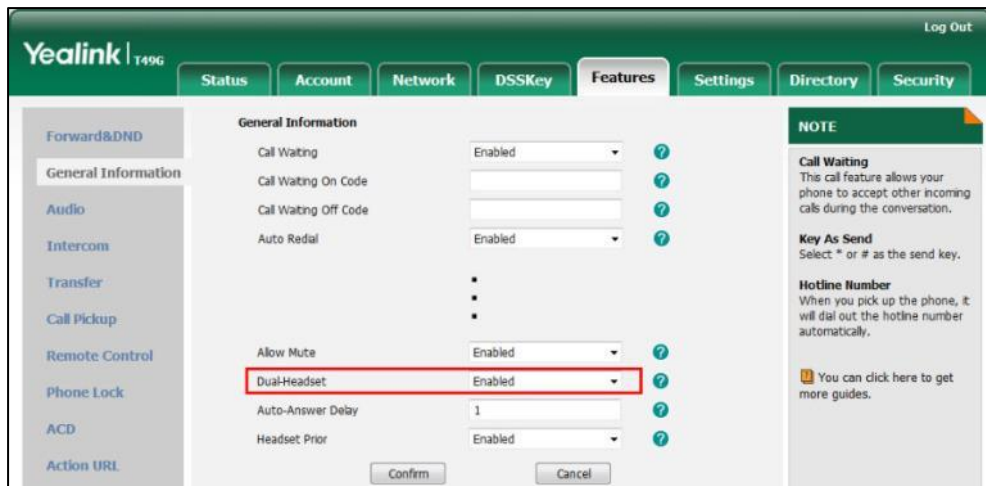 Log Out
Yealink | T49G
Status Account Network DSSKey Features Settings Directory Security
Forward&DND
General Information
Audio
Intercom
Transfer
Call Pickup
Remote Control
Phone Lock
ACD
Action URL
General Information
Call Waiting Enabled
Call Waiting On Code
Call Waiting Off Code
Auto Redial Enabled
Allow Mute Enabled
Dual-Headset Enabled
Auto-Answer Delay 1
Headset Prior Enabled
Confirm Cancel
NOTE
Call Waiting
This call feature allows your
phone to accept other incoming
calls during the conversation.
Key As Send
Select * or # as the send key.
Hotline Number
When you pick up the phone, it
will dial out the hotline number
automatically.
You can click here to get
more guides.